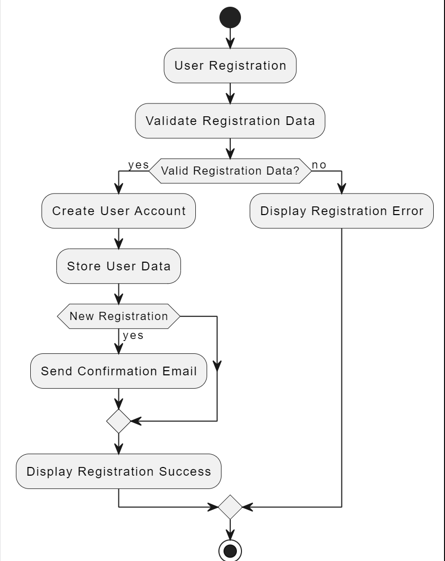 User Registration
Validate Registration Data
yes
Valid Registration Data?
no
Create User Account
Display Registration Error
Store User Data
New Registration
yes
Send Confirmation Email
Display Registration Success